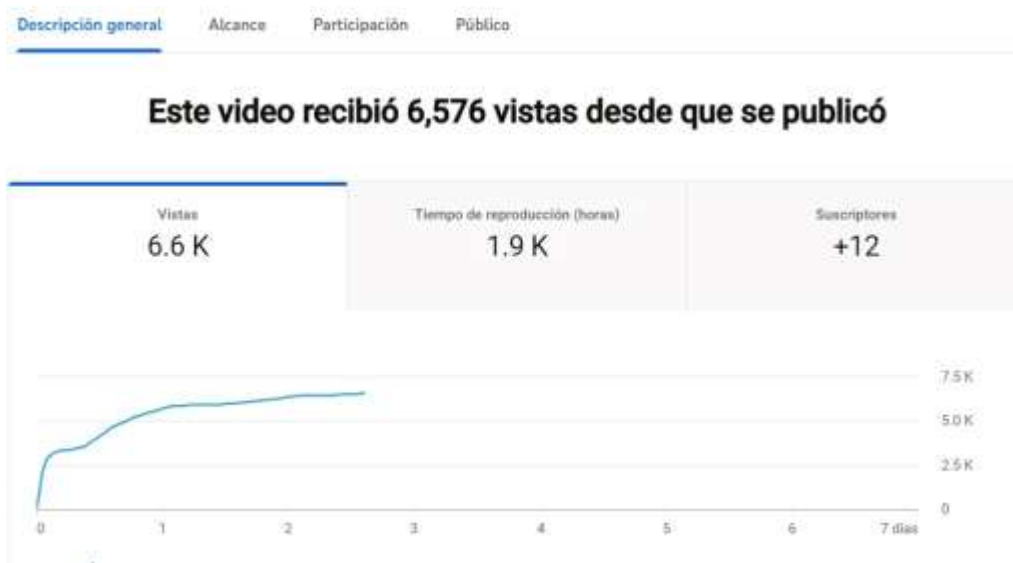 Descripción general Alcance Participación Público
Este video recibió 6,576 vistas desde que se publicó
Vistas Tiempo de reproducción (horas) Suscriptores
6.6 K 1.9 K +12
7.5 K
5.0 K
2.5 K
0
0 1 2 3 4 5 6 7 días